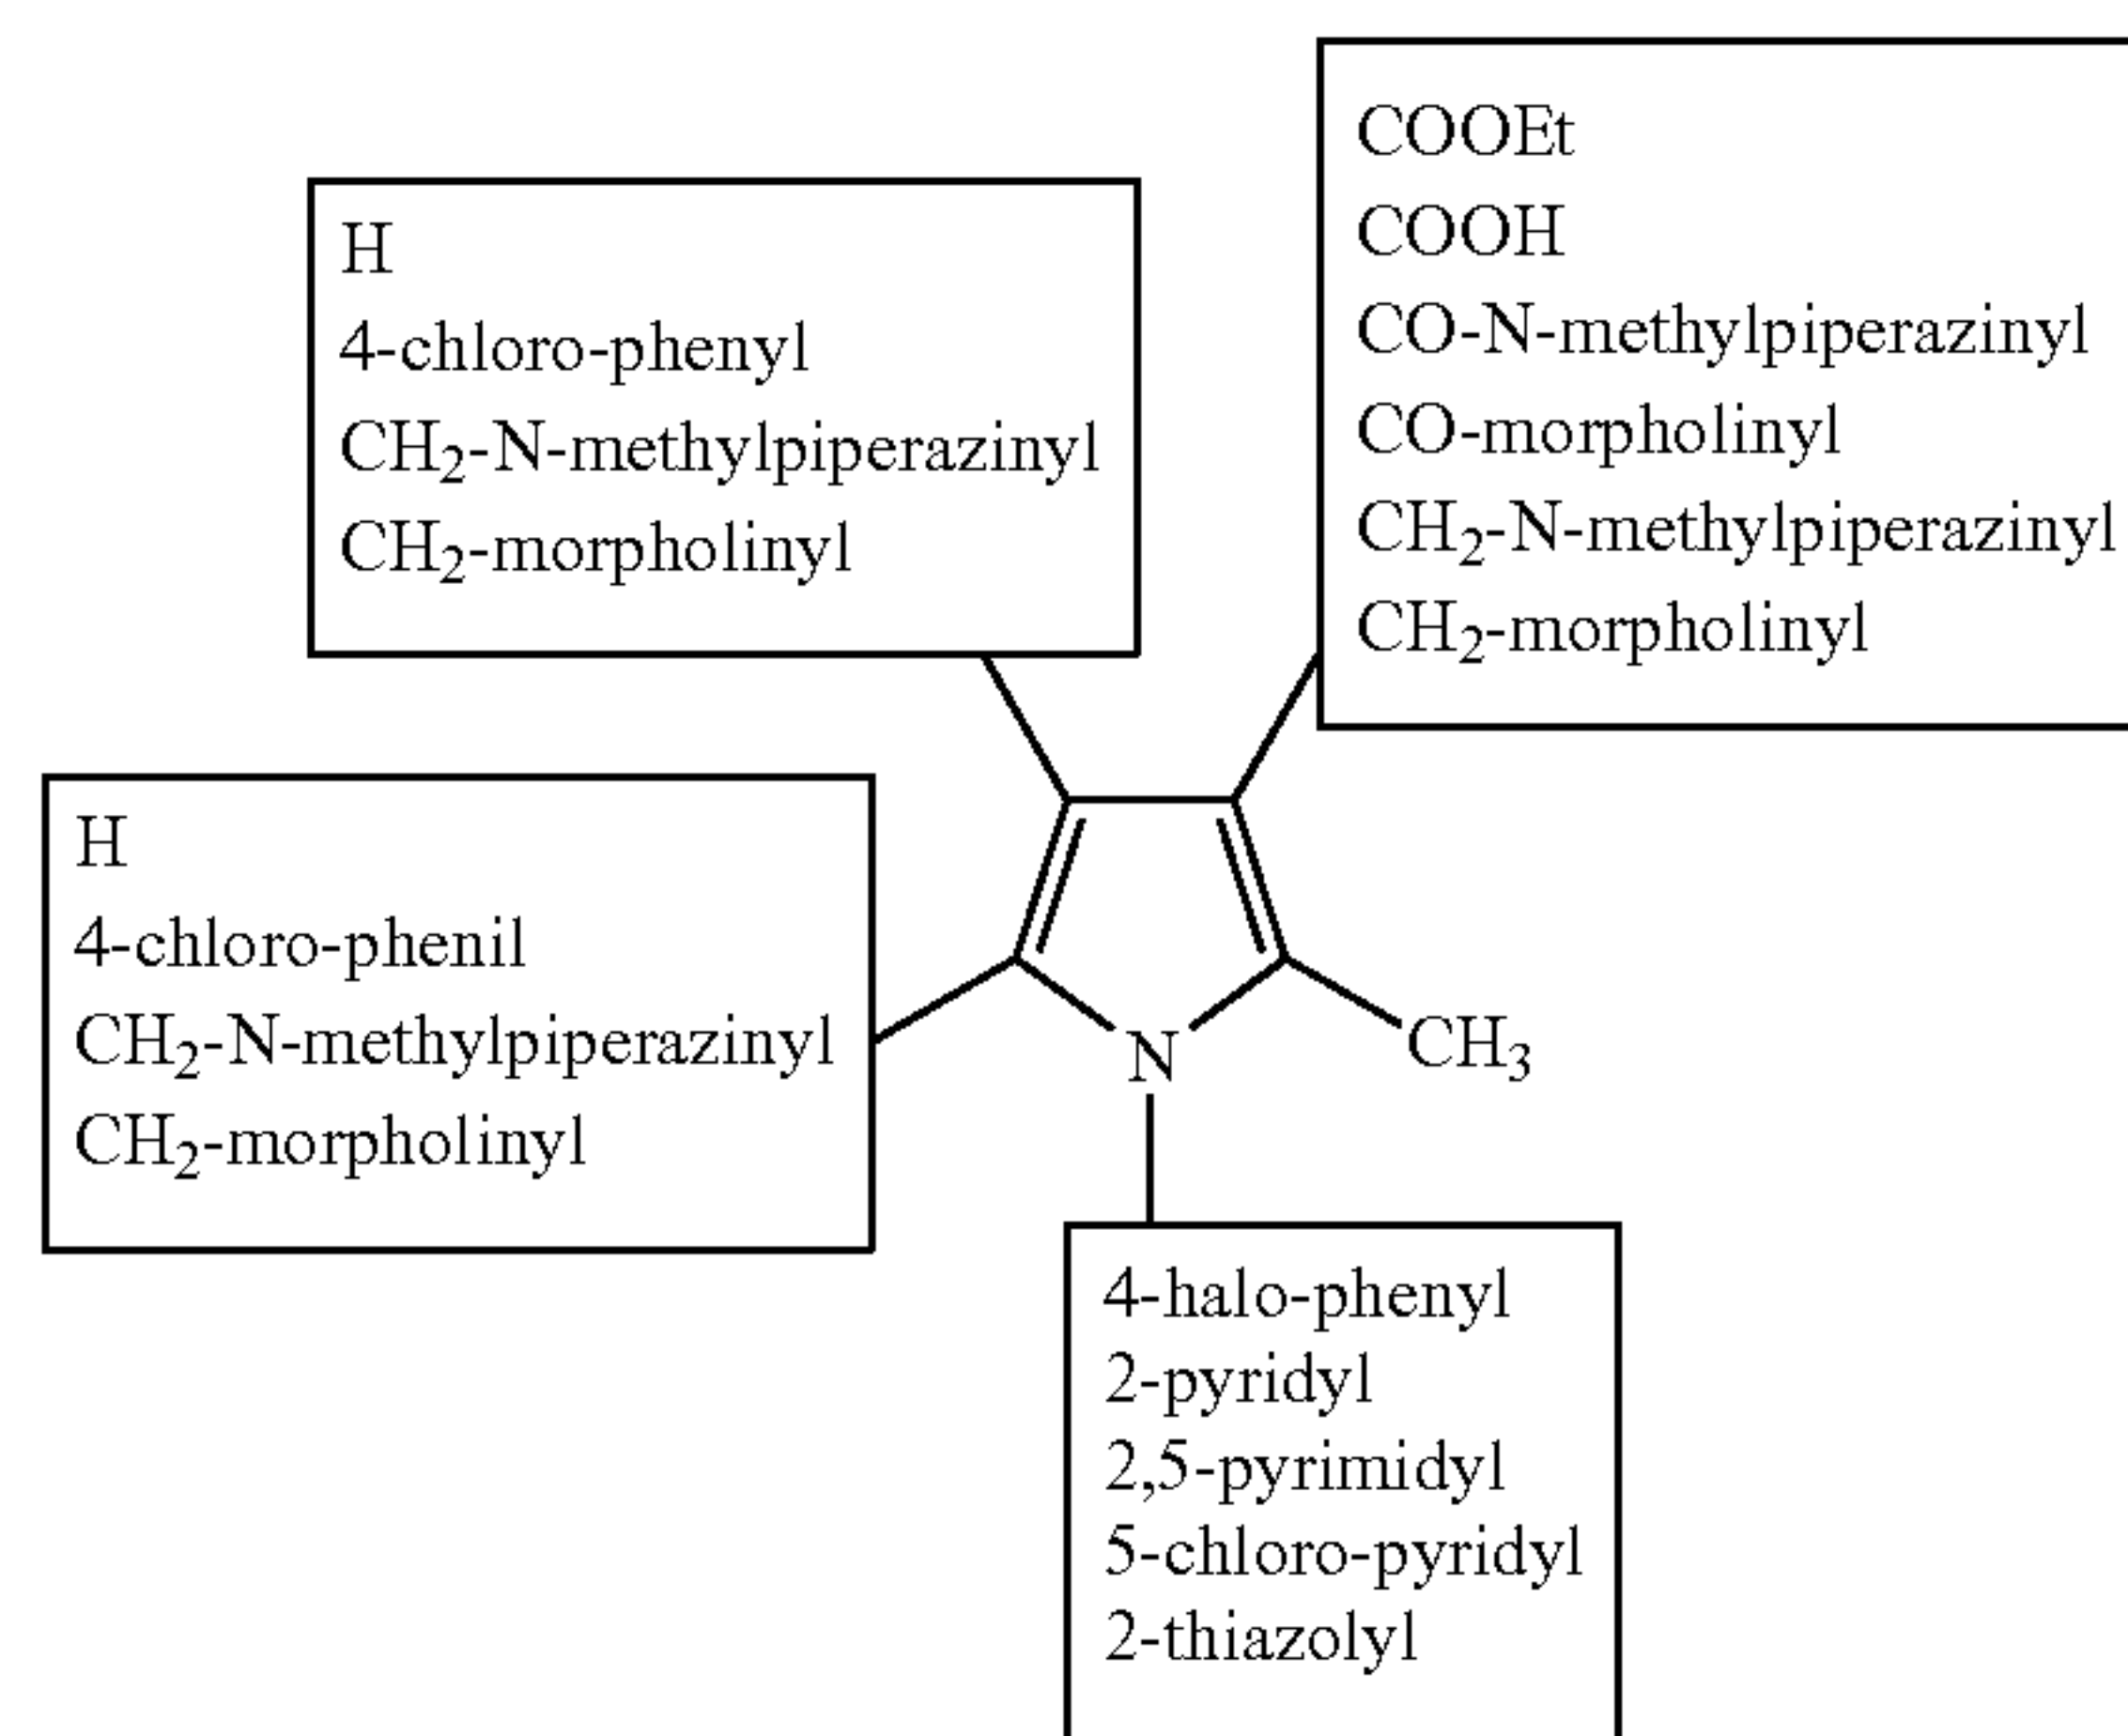 COOEt
COOH
CO-N-methylpiperazinyl
CO-morpholinyl
CH₂-N-methylpiperazinyl
CH₂-morpholinyl
H
4-chloro-phenyl
CH₂-N-methylpiperazinyl
CH₂-morpholinyl
H
4-chloro-phenil
CH₂-N-methylpiperazinyl
CH₂-morpholinyl
N
CH₃
4-halo-phenyl
2-pyridyl
2,5-pyrimidyl
5-chloro-pyridyl
2-thiazolyl